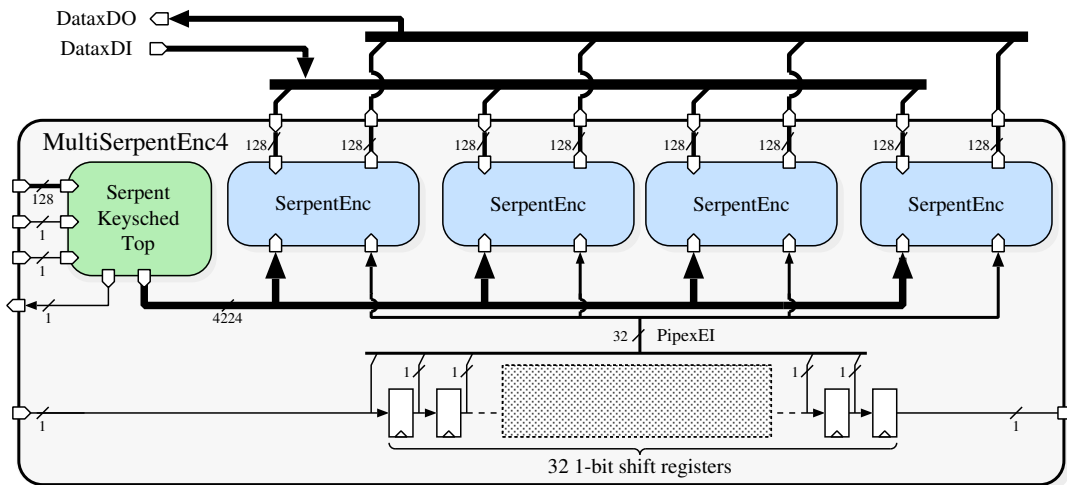 DataxDO
DataxDI
MultiSerpentEnc4
128 128 128 128 128 128 128 128
Serpent
Keysched
Top
SerpentEnc SerpentEnc SerpentEnc SerpentEnc
128
1
1
1
4224
32 PipexEI
1 1 1 1
1
1
32 1-bit shift registers